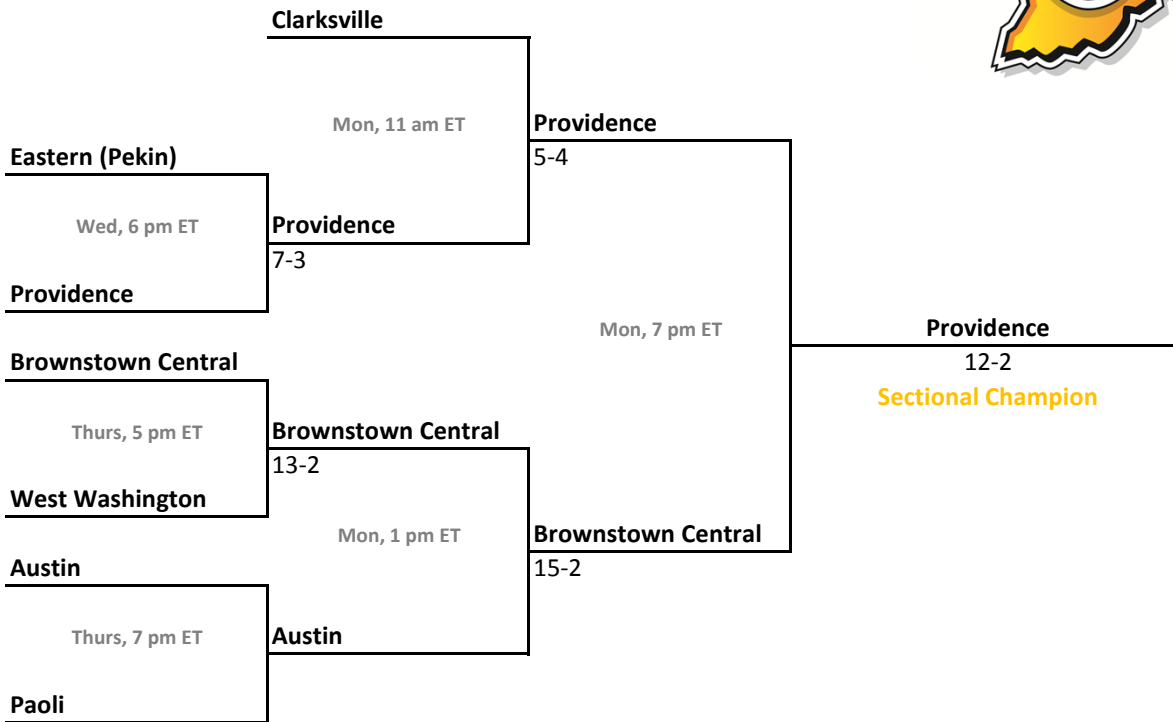 Clarksville
Mon, 11 am ET
Providence
5-4
Eastern (Pekin)
Wed, 6 pm ET
Providence
7-3
Providence
Mon, 7 pm ET
Providence
12-2
Sectional Champion
Brownstown Central
Thurs, 5 pm ET
Brownstown Central
13-2
West Washington
Mon, 1 pm ET
Brownstown Central
15-2
Austin
Thurs, 7 pm ET
Austin
Paoli